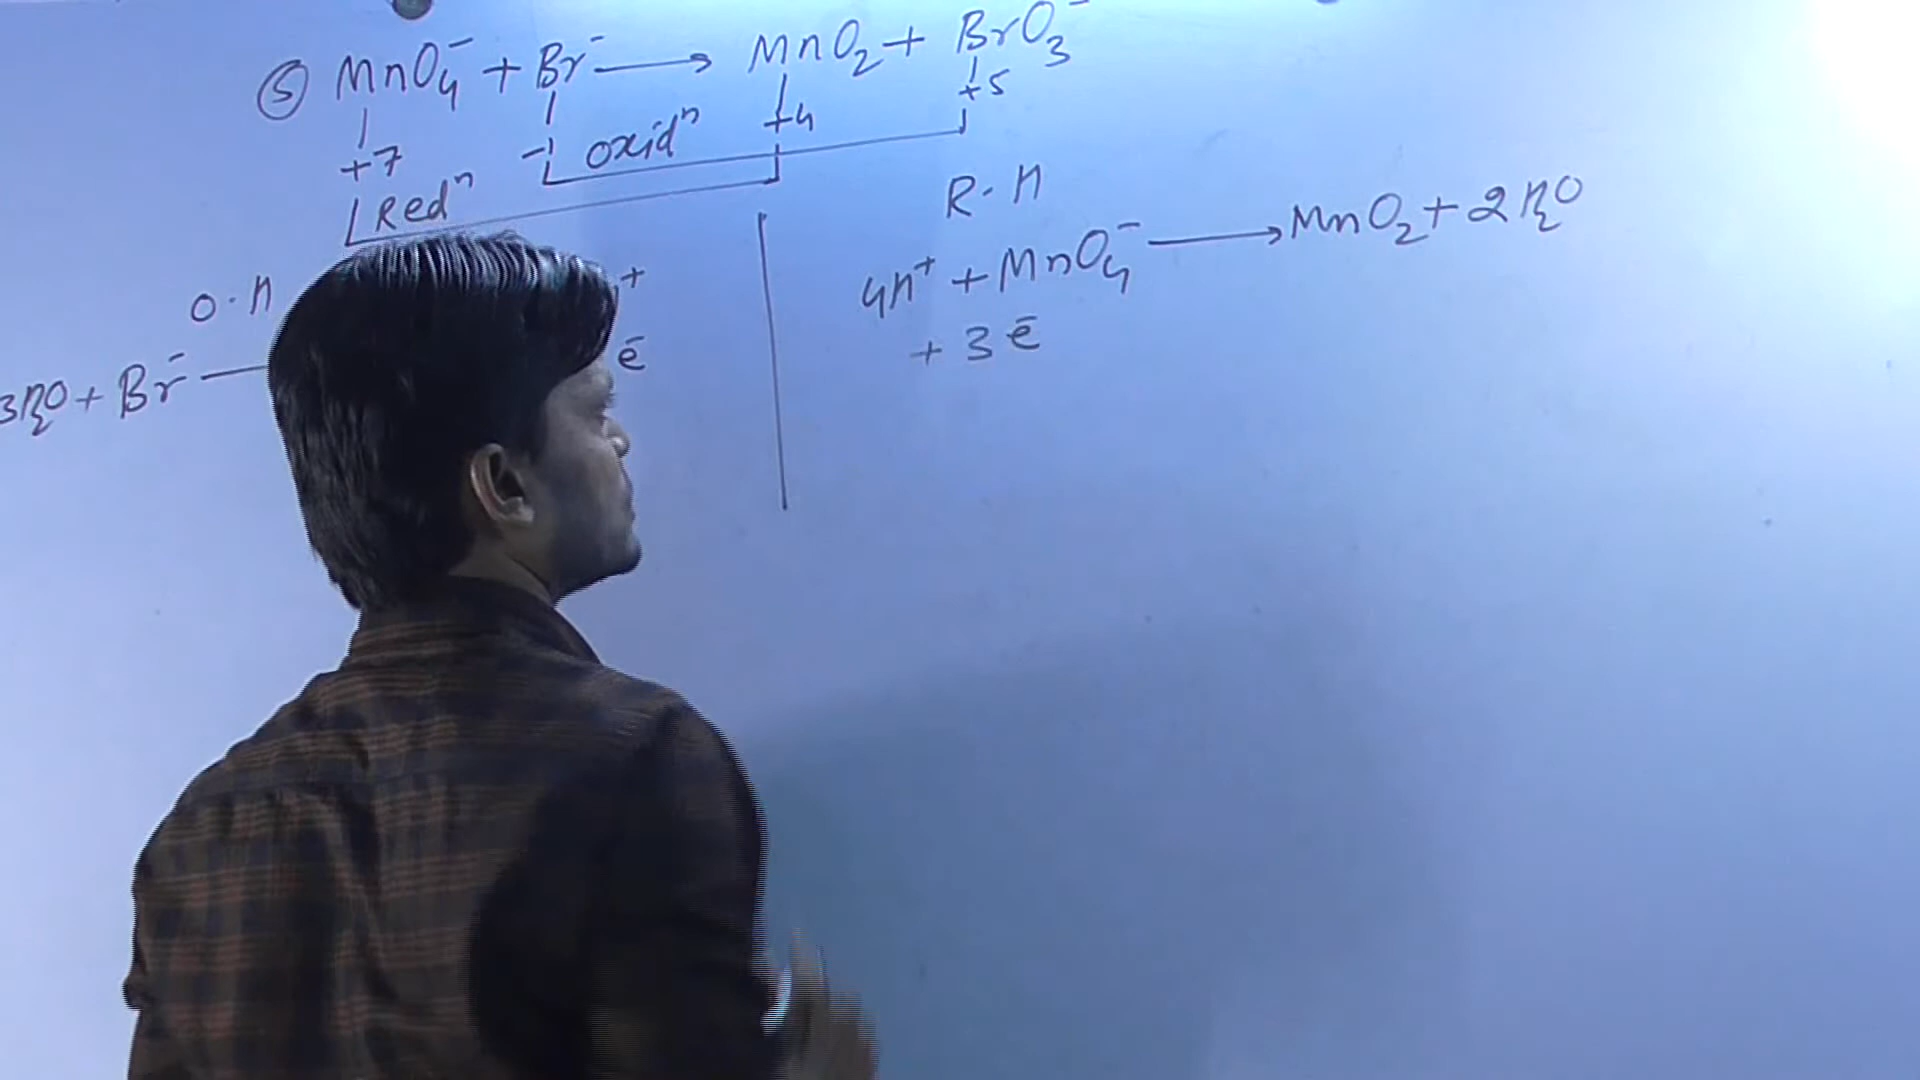 ⑤ MnO₄⁻ + Br⁻ ⟶ MnO₂ + BrO₃⁻
+7 -1 +4 +5
oxidⁿ
Redⁿ
O.H
3H₂O + Br⁻ —
+
ē
R.H
4H⁺ + MnO₄⁻ ⟶ MnO₂ + 2H₂O
+ 3ē